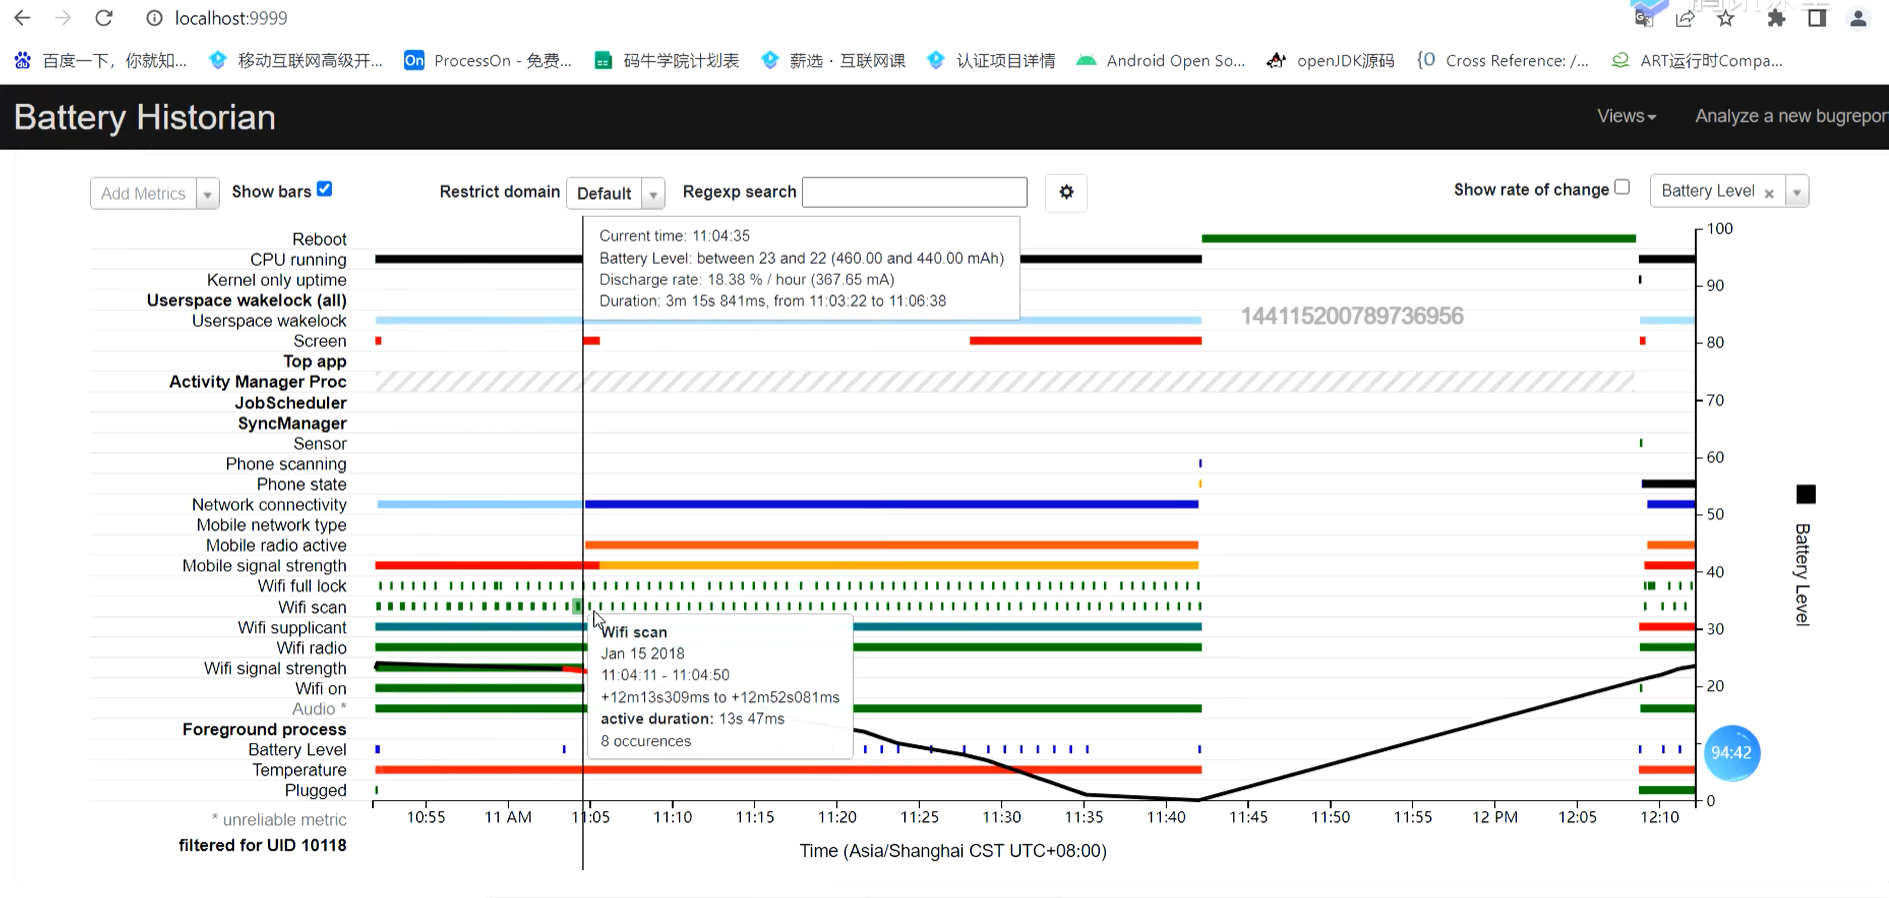 localhost:9999
百度一下，你就知...
移动互联网高级开...
On ProcessOn - 免费...
码牛学院计划表
薪选 · 互联网课
认证项目详情
Android Open So...
openJDK源码
Cross Reference: /...
ART运行时Compa...
Battery Historian
Views
Analyze a new bugrepor
Add Metrics
Show bars
Restrict domain
Default
Regexp search
Show rate of change
Battery Level ×
Current time: 11:04:35
Battery Level: between 23 and 22 (460.00 and 440.00 mAh)
Discharge rate: 18.38 % / hour (367.65 mA)
Duration: 3m 15s 841ms, from 11:03:22 to 11:06:38
144115200789736956
Reboot
CPU running
Kernel only uptime
Userspace wakelock (all)
Userspace wakelock
Screen
Top app
Activity Manager Proc
JobScheduler
SyncManager
Sensor
Phone scanning
Phone state
Network connectivity
Mobile network type
Mobile radio active
Mobile signal strength
Wifi full lock
Wifi scan
Wifi supplicant
Wifi radio
Wifi signal strength
Wifi on
Audio *
Foreground process
Battery Level
Temperature
Plugged
* unreliable metric
filtered for UID 10118
Wifi scan
Jan 15 2018
11:04:11 - 11:04:50
+12m13s309ms to +12m52s081ms
active duration: 13s 47ms
8 occurences
100
90
80
70
60
50
40
30
20
0
Battery Level
94:42
10:55
11 AM
11:05
11:10
11:15
11:20
11:25
11:30
11:35
11:40
11:45
11:50
11:55
12 PM
12:05
12:10
Time (Asia/Shanghai CST UTC+08:00)